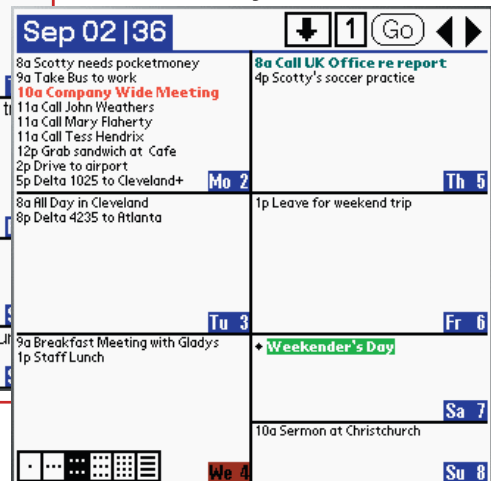 Sep 02|36
1
Go
8a Scotty needs pocketmoney
9a Take Bus to work
10a Company Wide Meeting
11a Call John Weathers
11a Call Mary Flaherty
11a Call Tess Hendrix
12p Grab sandwich at Cafe
2p Drive to airport
5p Delta 1025 to Cleveland+
Mo 2
8a All Day in Cleveland
8p Delta 4235 to Atlanta
Tu 3
9a Breakfast Meeting with Gladys
1p Staff Lunch
We 4
8a Call UK Office re report
4p Scotty's soccer practice
Th 5
1p Leave for weekend trip
Fr 6
Weekender's Day
Sa 7
10a Sermon at Christchurch
Su 8